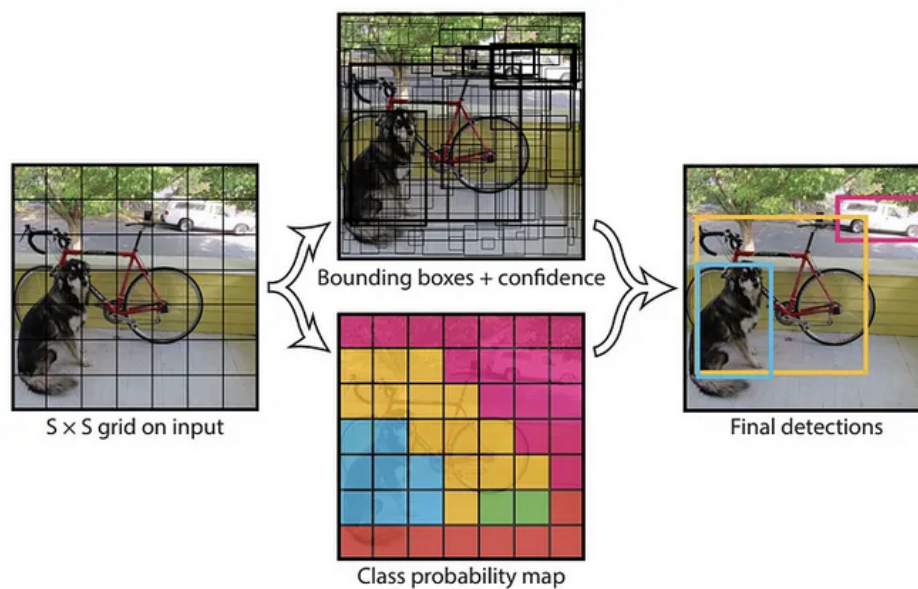 Bounding boxes + confidence
S × S grid on input
Final detections
Class probability map